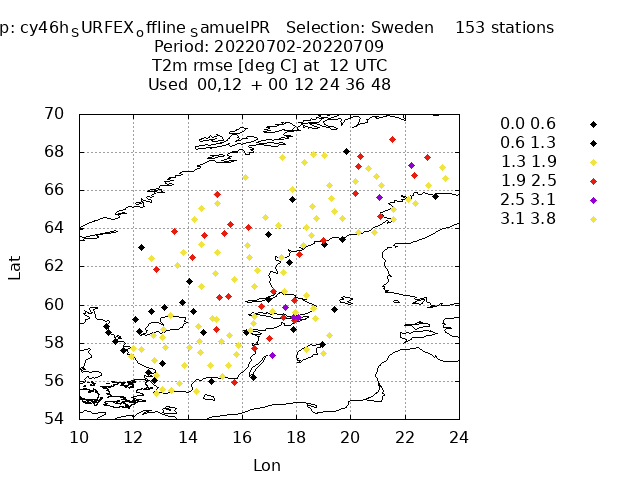 p: cy46h_SURFEX_offline_SamuelPR Selection: Sweden 153 stations
Period: 20220702-20220709
T2m rmse [deg C] at 12 UTC
Used 00,12 + 00 12 24 36 48
70
68
66
64
62
60
58
56
54
Lat
10 12 14 16 18 20 22 24
Lon
0.0 0.6
0.6 1.3
1.3 1.9
1.9 2.5
2.5 3.1
3.1 3.8